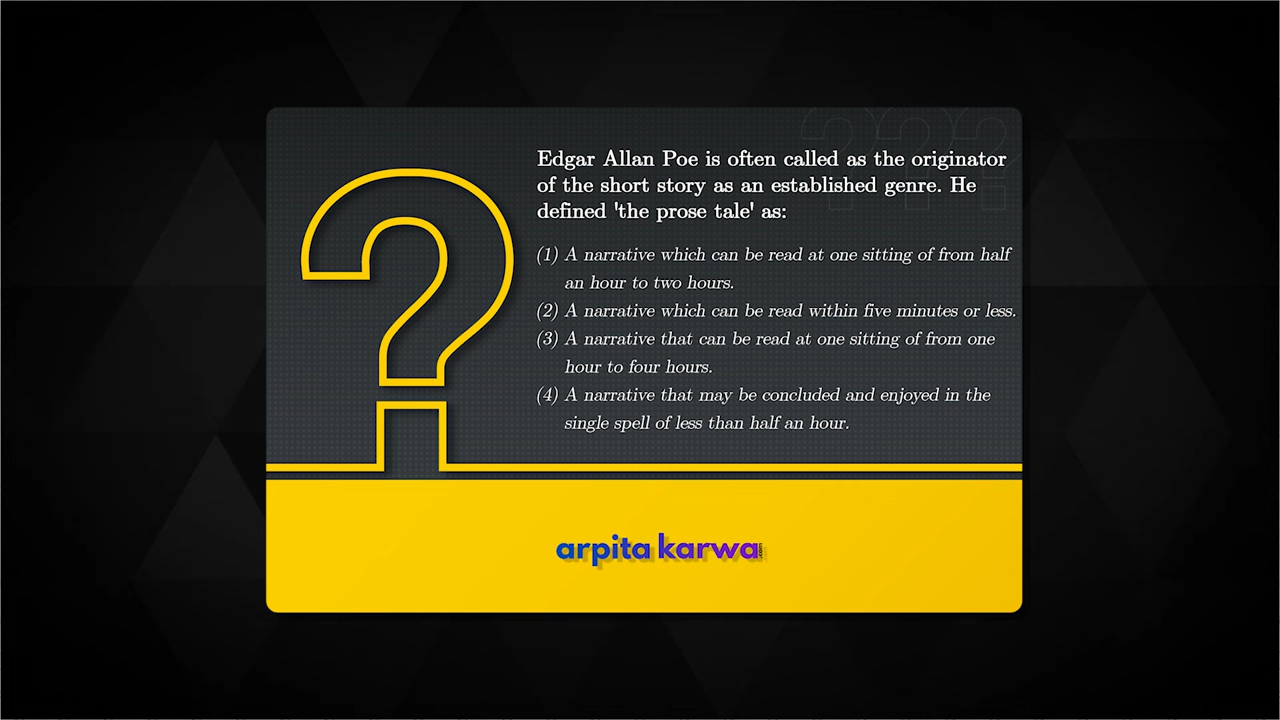 Edgar Allan Poe is often called as the originator
of the short story as an established genre. He
defined 'the prose tale' as:
(1) A narrative which can be read at one sitting of from half
an hour to two hours.
(2) A narrative which can be read within five minutes or less.
(3) A narrative that can be read at one sitting of from one
hour to four hours.
(4) A narrative that may be concluded and enjoyed in the
single spell of less than half an hour.
arpita karwa .com